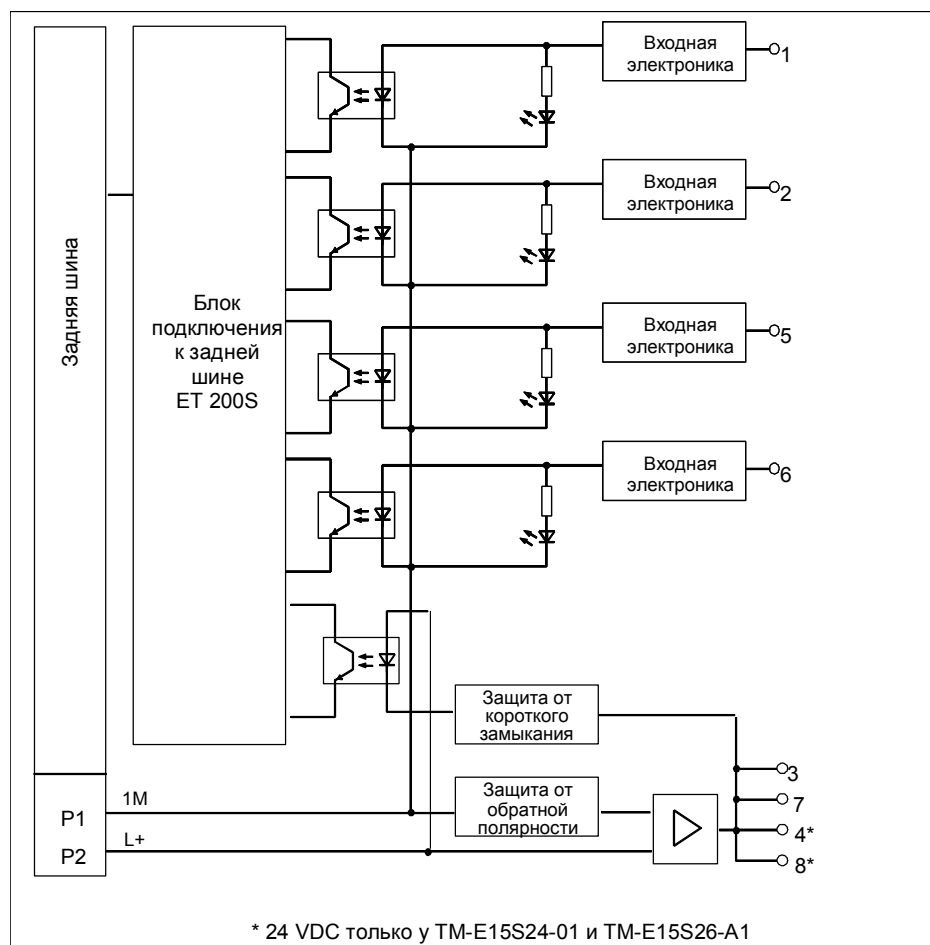 Входная
электроника
1
Входная
электроника
2
Задняя шина
Блок
подключения
к задней
шине
ET 200S
Входная
электроника
5
Входная
электроника
6
Защита от
короткого
замыкания
3
P1
1M
Защита от
обратной
полярности
7
P2
L+
4*
8*
* 24 VDC только у TM-E15S24-01 и TM-E15S26-A1